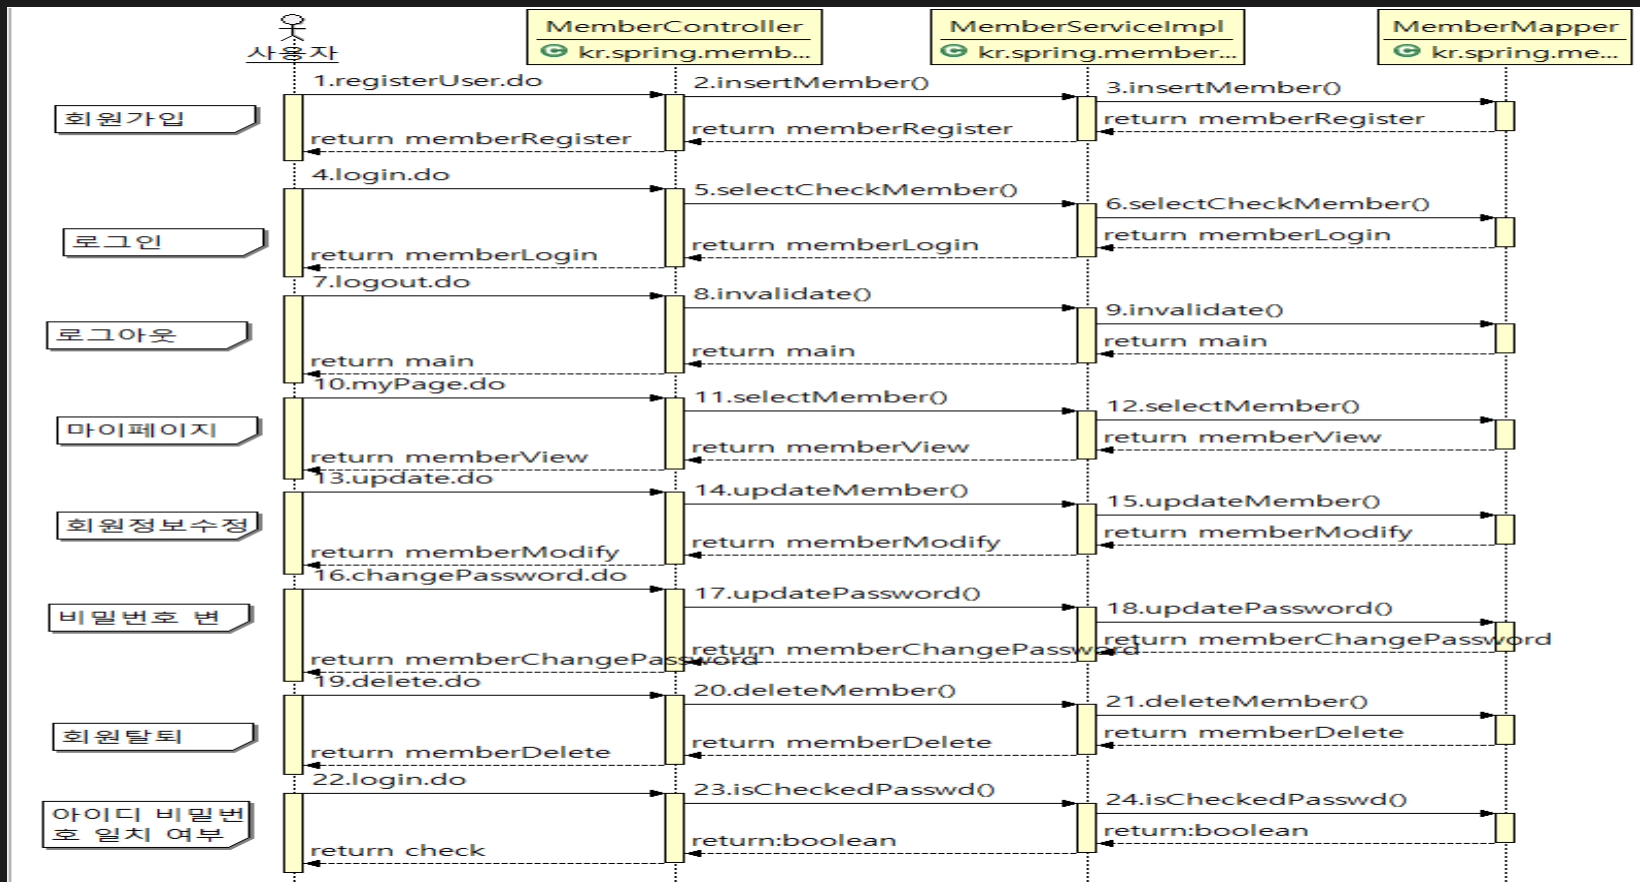 사용자
MemberController
kr.spring.memb...
MemberServiceImpl
kr.spring.member...
MemberMapper
kr.spring.me...
회원가입
1.registerUser.do
2.insertMember()
3.insertMember()
return memberRegister
return memberRegister
return memberRegister
로그인
4.login.do
5.selectCheckMember()
6.selectCheckMember()
return memberLogin
return memberLogin
return memberLogin
로그아웃
7.logout.do
8.invalidate()
9.invalidate()
return main
return main
return main
마이페이지
10.myPage.do
11.selectMember()
12.selectMember()
return memberView
return memberView
return memberView
회원정보수정
13.update.do
14.updateMember()
15.updateMember()
return memberModify
return memberModify
return memberModify
비밀번호 변
16.changePassword.do
17.updatePassword()
18.updatePassword()
return memberChangePassword
return memberChangePassword
return memberChangePassword
회원탈퇴
19.delete.do
20.deleteMember()
21.deleteMember()
return memberDelete
return memberDelete
return memberDelete
아이디 비밀번
호 일치 여부
22.login.do
23.isCheckedPasswd()
24.isCheckedPasswd()
return:boolean
return:boolean
return check